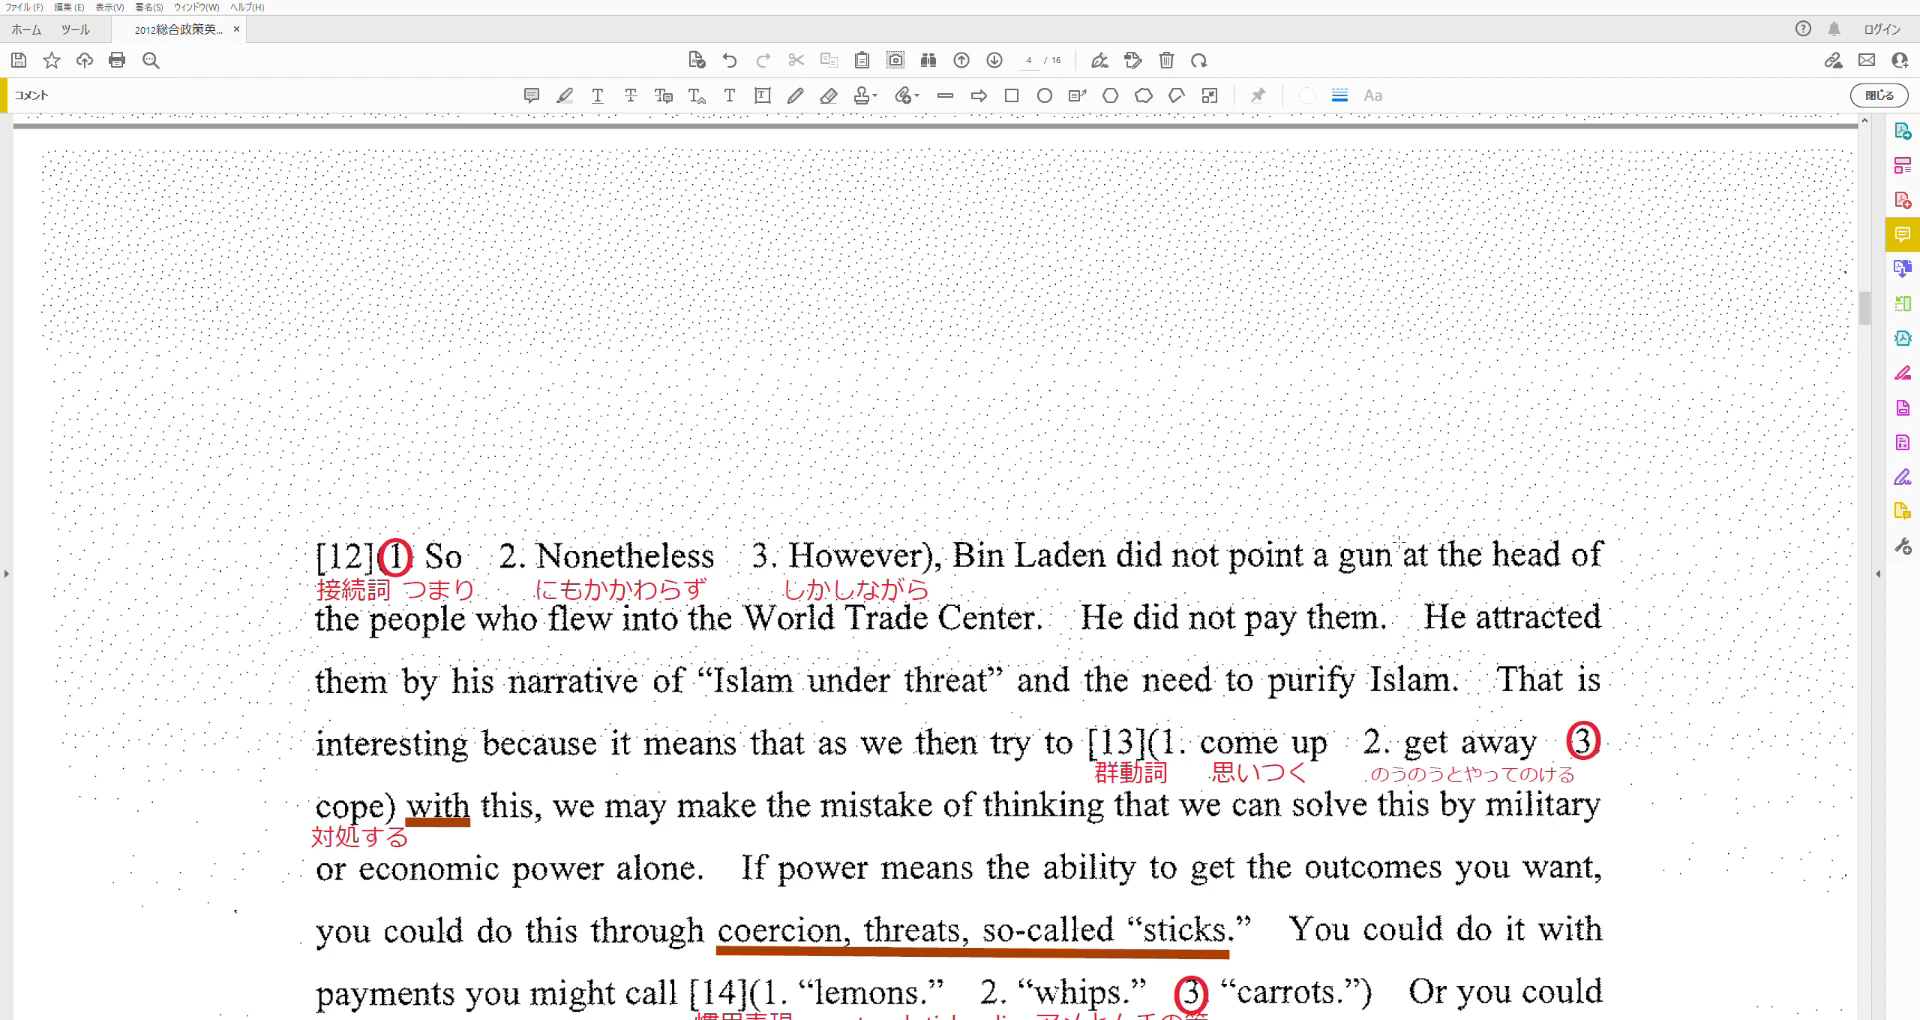 ファイル(F) 編集(E) 表示(V) 署名(S) ウィンドウ(W) ヘルプ(H)
ホーム ツール 2012総合政策英... × ログイン
4 / 16
コメント Aa 閉じる
[12](1. So 2. Nonetheless 3. However), Bin Laden did not point a gun at the head of
接続詞 つまり にもかかわらず しかしながら
the people who flew into the World Trade Center. He did not pay them. He attracted
them by his narrative of “Islam under threat” and the need to purify Islam. That is
interesting because it means that as we then try to [13](1. come up 2. get away 3.
群動詞 思いつく のうのうとやってのける
cope) with this, we may make the mistake of thinking that we can solve this by military
対処する
or economic power alone. If power means the ability to get the outcomes you want,
you could do this through coercion, threats, so-called “sticks.” You could do it with
payments you might call [14](1. “lemons.” 2. “whips.” 3. “carrots.”) Or you could